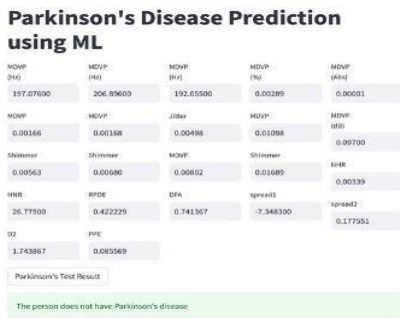 Parkinson's Disease Prediction
using ML
MDVP MDVP MDVP MDVP MDVP
(Hz) (Hz) (Hz) (%) (Abs)
197.07600 206.89600 192.05500 0.00289 0.00001
MDVP MDVP Jitter MDVP MDVP
(dB)
0.00166 0.00168 0.00498 0.01098 0.09700
Shimmer Shimmer MDVP Shimmer NHR
0.00563 0.00680 0.00802 0.01689 0.00339
HNR RPDE DFA spread1 spread2
26.77500 0.422229 0.741367 -7.348300 0.177551
D2 PPE
1.743867 0.085569
Parkinson's Test Result
The person does not have Parkinson's disease